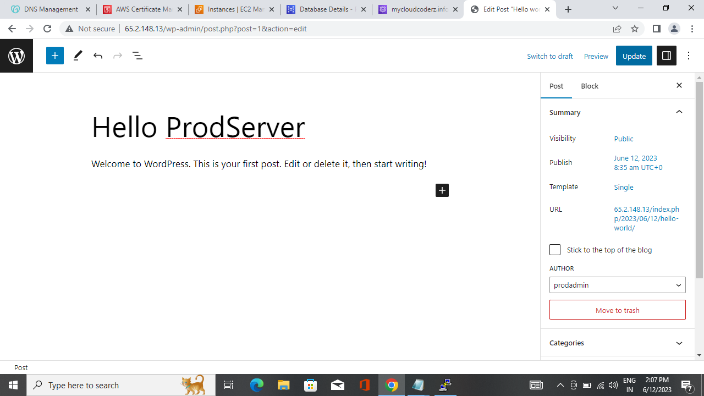 DNS Management
AWS Certificate Ma
Instances | EC2 Ma
Database Details -
mycloudcoderz.info
Edit Post "Hello wo
Not secure
65.2.148.13/wp-admin/post.php?post=1&action=edit
Switch to draft
Preview
Update
Post
Block
Hello ProdServer
Welcome to WordPress. This is your first post. Edit or delete it, then start writing!
Summary
Visibility
Public
Publish
June 12, 2023
8:35 am UTC+0
Template
Single
URL
65.2.148.13/index.ph
p/2023/06/12/hello-
world/
Stick to the top of the blog
AUTHOR
prodadmin
Move to trash
Categories
Post
Type here to search
ENG
IN
2:07 PM
6/12/2023
7